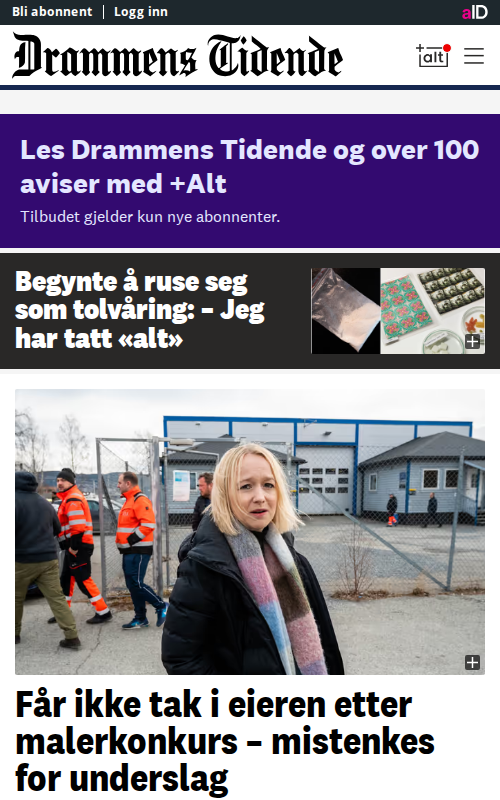 Bli abonnent | Logg inn
aID
Drammens Tidende
+alt
Les Drammens Tidende og over 100
aviser med +Alt
Tilbudet gjelder kun nye abonnenter.
Begynte å ruse seg
som tolvåring: – Jeg
har tatt «alt»
Får ikke tak i eieren etter
malerkonkurs – mistenkes
for underslag